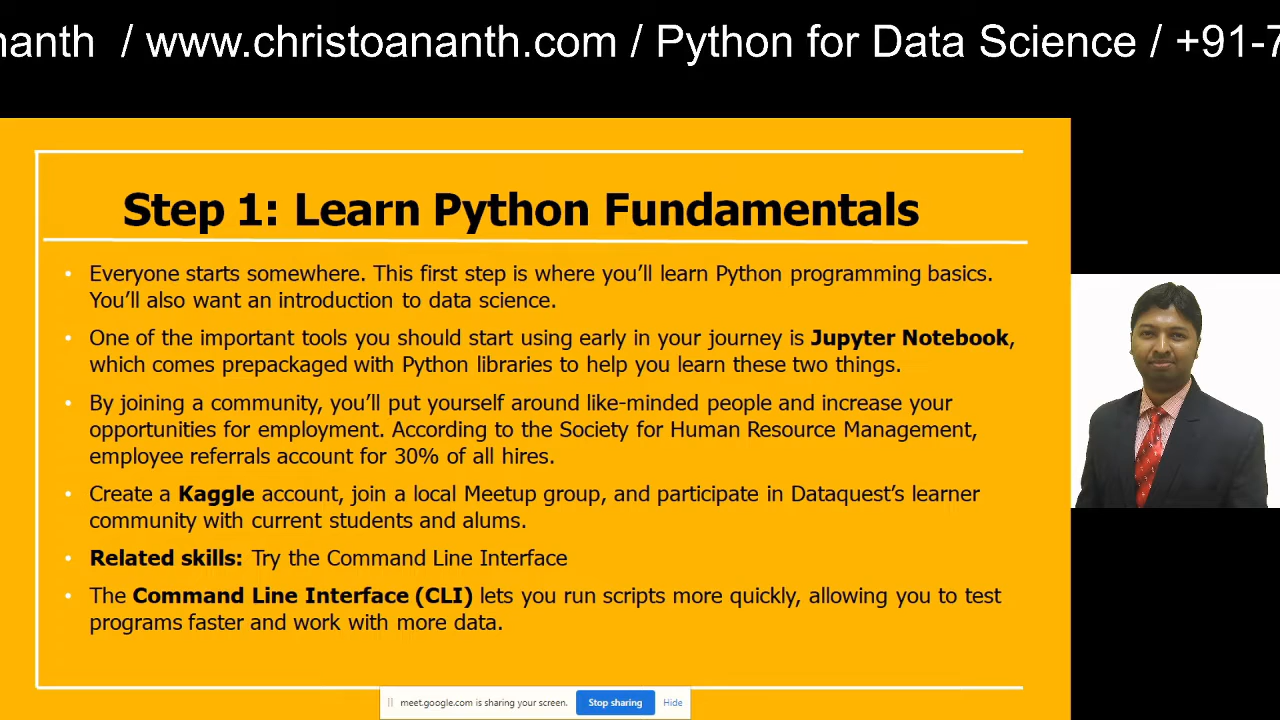 nanth / www.christoananth.com / Python for Data Science / +91-7
Step 1: Learn Python Fundamentals
• Everyone starts somewhere. This first step is where you’ll learn Python programming basics.
You’ll also want an introduction to data science.
• One of the important tools you should start using early in your journey is Jupyter Notebook,
which comes prepackaged with Python libraries to help you learn these two things.
• By joining a community, you’ll put yourself around like-minded people and increase your
opportunities for employment. According to the Society for Human Resource Management,
employee referrals account for 30% of all hires.
• Create a Kaggle account, join a local Meetup group, and participate in Dataquest’s learner
community with current students and alums.
• Related skills: Try the Command Line Interface
• The Command Line Interface (CLI) lets you run scripts more quickly, allowing you to test
programs faster and work with more data.
meet.google.com is sharing your screen. Stop sharing Hide